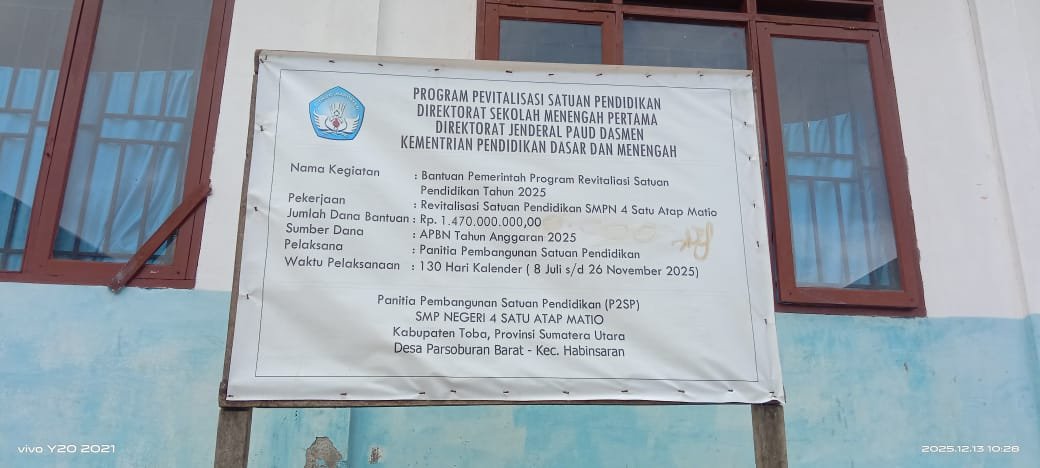 PROGRAM PEVITALISASI SATUAN PENDIDIKAN
DIREKTORAT SEKOLAH MENENGAH PERTAMA
DIREKTORAT JENDERAL PAUD DASMEN
KEMENTRIAN PENDIDIKAN DASAR DAN MENENGAH
Nama Kegiatan : Bantuan Pemerintah Program Revitaliasi Satuan
Pendidikan Tahun 2025
Pekerjaan : Revitalisasi Satuan Pendidikan SMPN 4 Satu Atap Matio
Jumlah Dana Bantuan : Rp. 1.470.000.000,00
Sumber Dana : APBN Tahun Anggaran 2025
Pelaksana : Panitia Pembangunan Satuan Pendidikan
Waktu Pelaksanaan : 130 Hari Kalender ( 8 Juli s/d 26 November 2025)
Panitia Pembangunan Satuan Pendidikan (P2SP)
SMP NEGERI 4 SATU ATAP MATIO
Kabupaten Toba, Provinsi Sumatera Utara
Desa Parsoburan Barat - Kec. Habinsaran
vivo Y20 2021
2025.12.13 10:28